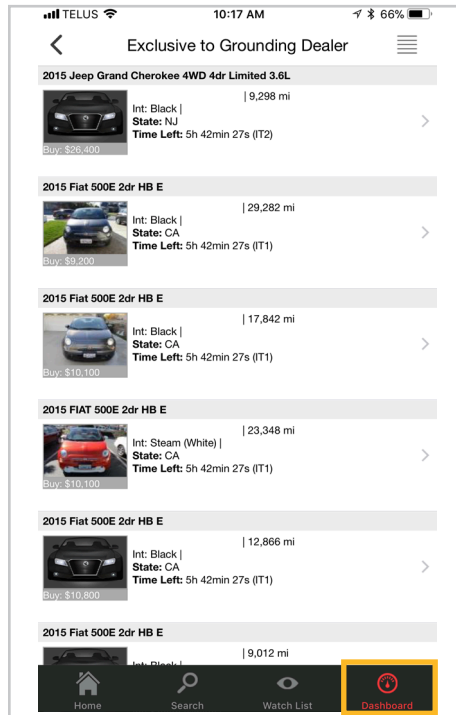 TELUS 10:17 AM 66%
Exclusive to Grounding Dealer
2015 Jeep Grand Cherokee 4WD 4dr Limited 3.6L
| 9,298 mi
Int: Black |
State: NJ
Time Left: 5h 42min 27s (IT2)
Buy: $26,400
2015 Fiat 500E 2dr HB E
| 29,282 mi
Int: Black |
State: CA
Time Left: 5h 42min 27s (IT1)
Buy: $9,200
2015 Fiat 500E 2dr HB E
| 17,842 mi
Int: Black |
State: CA
Time Left: 5h 42min 27s (IT1)
Buy: $10,100
2015 FIAT 500E 2dr HB E
| 23,348 mi
Int: Steam (White) |
State: CA
Time Left: 5h 42min 27s (IT1)
Buy: $10,100
2015 Fiat 500E 2dr HB E
| 12,866 mi
Int: Black |
State: CA
Time Left: 5h 42min 27s (IT1)
Buy: $10,800
2015 Fiat 500E 2dr HB E
| 9,012 mi
Int: Black |
Home Search Watch List Dashboard